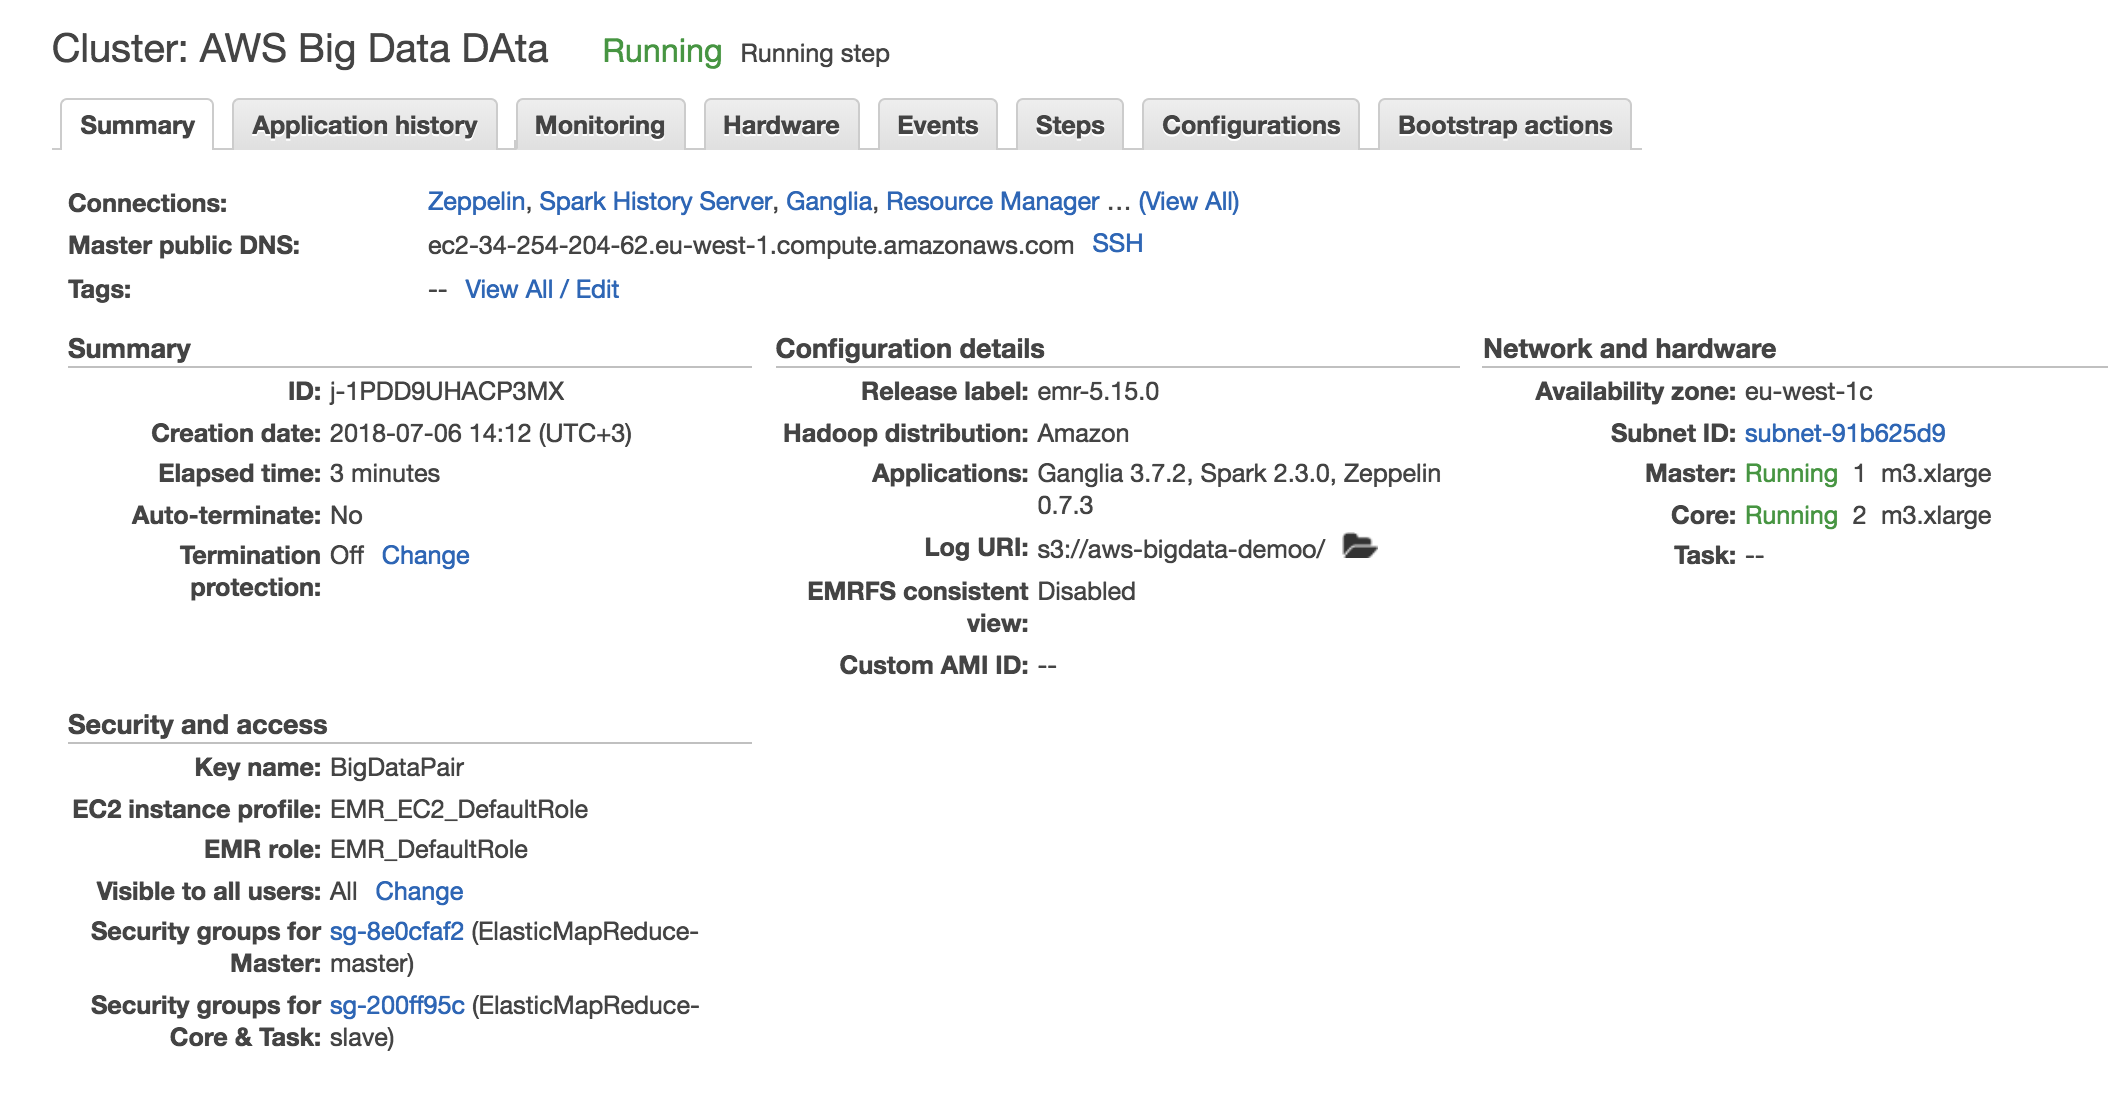 Cluster: AWS Big Data DAta Running Running step
Summary Application history Monitoring Hardware Events Steps Configurations Bootstrap actions
Connections: Zeppelin, Spark History Server, Ganglia, Resource Manager … (View All)
Master public DNS: ec2-34-254-204-62.eu-west-1.compute.amazonaws.com SSH
Tags: -- View All / Edit
Summary
ID: j-1PDD9UHACP3MX
Creation date: 2018-07-06 14:12 (UTC+3)
Elapsed time: 3 minutes
Auto-terminate: No
Termination Off Change
protection:
Configuration details
Release label: emr-5.15.0
Hadoop distribution: Amazon
Applications: Ganglia 3.7.2, Spark 2.3.0, Zeppelin
0.7.3
Log URI: s3://aws-bigdata-demoo/
EMRFS consistent Disabled
view:
Custom AMI ID: --
Network and hardware
Availability zone: eu-west-1c
Subnet ID: subnet-91b625d9
Master: Running 1 m3.xlarge
Core: Running 2 m3.xlarge
Task: --
Security and access
Key name: BigDataPair
EC2 instance profile: EMR_EC2_DefaultRole
EMR role: EMR_DefaultRole
Visible to all users: All Change
Security groups for sg-8e0cfaf2 (ElasticMapReduce-
Master: master)
Security groups for sg-200ff95c (ElasticMapReduce-
Core & Task: slave)